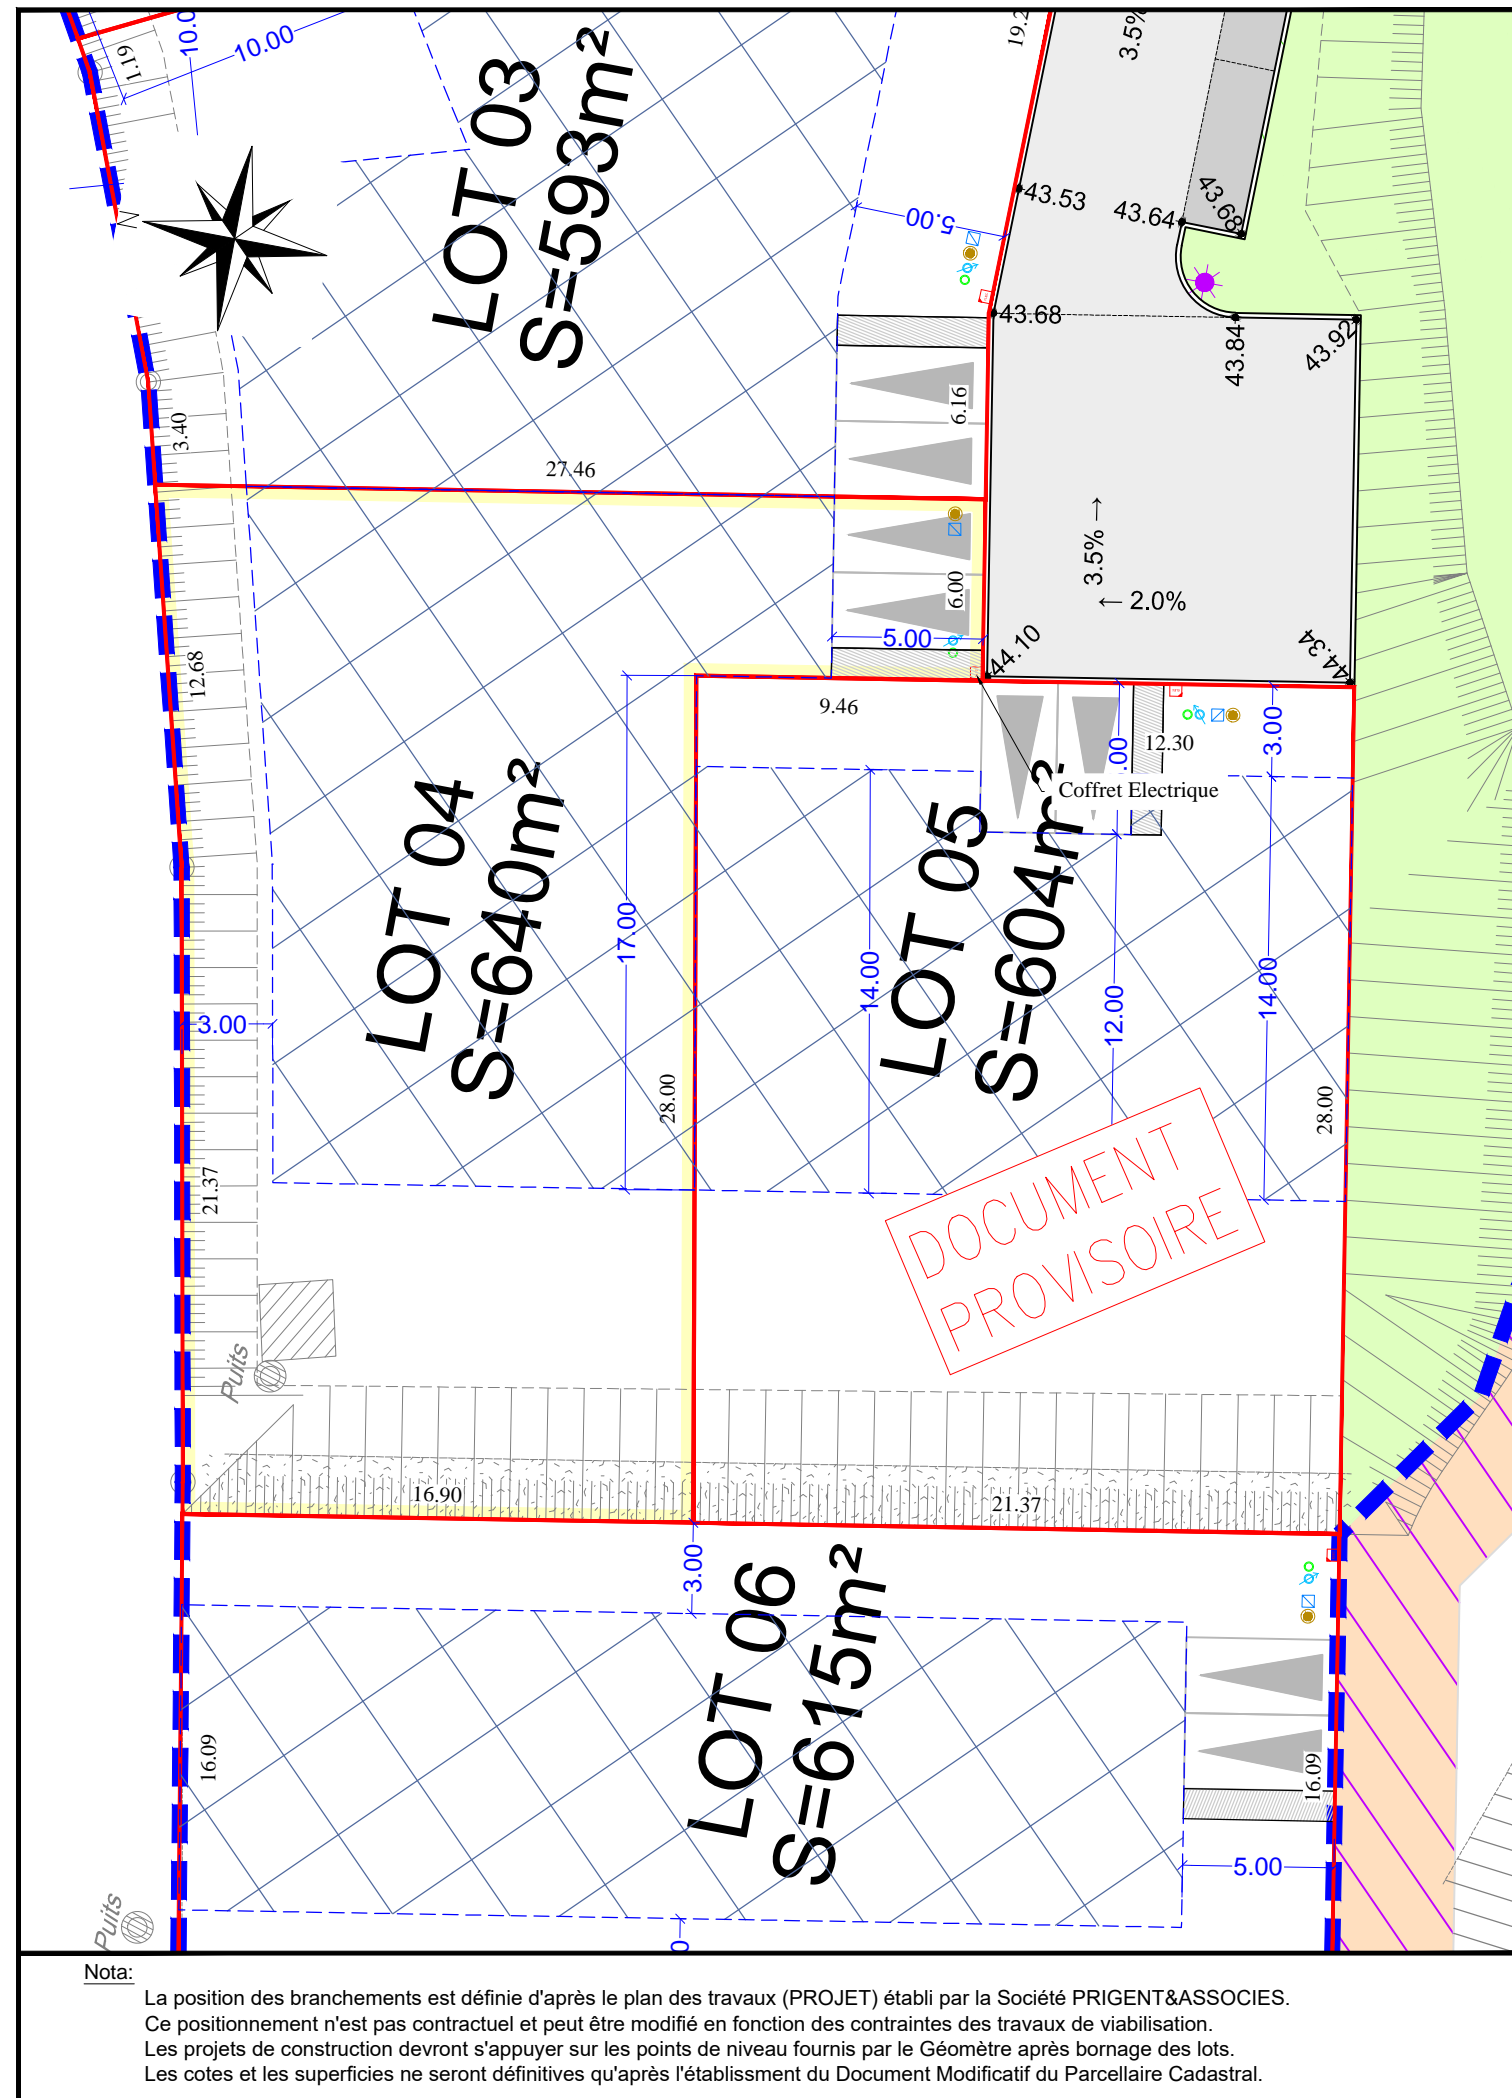 10.00
10.0
1.19
19.2
3.5%
LOT 03
S=593m²
43.53
43.64
43.68
5.00
43.68
43.84
43.92
3.40
6.16
27.46
3.5%
2.0%
6.00
5.00
44.10
44.34
12.68
9.46
12.30
3.00
.00
Coffret Electrique
LOT 04
S=640m²
17.00
LOT 05
S=604m²
14.00
12.00
14.00
3.00
28.00
28.00
21.37
DOCUMENT
PROVISOIRE
Puits
16.90
21.37
3.00
LOT 06
S=615m²
16.09
16.09
5.00
Puits
Nota:
La position des branchements est définie d'après le plan des travaux (PROJET) établi par la Société PRIGENT&ASSOCIES.
Ce positionnement n'est pas contractuel et peut être modifié en fonction des contraintes des travaux de viabilisation.
Les projets de construction devront s'appuyer sur les points de niveau fournis par le Géomètre après bornage des lots.
Les cotes et les superficies ne seront définitives qu'après l'établissment du Document Modificatif du Parcellaire Cadastral.